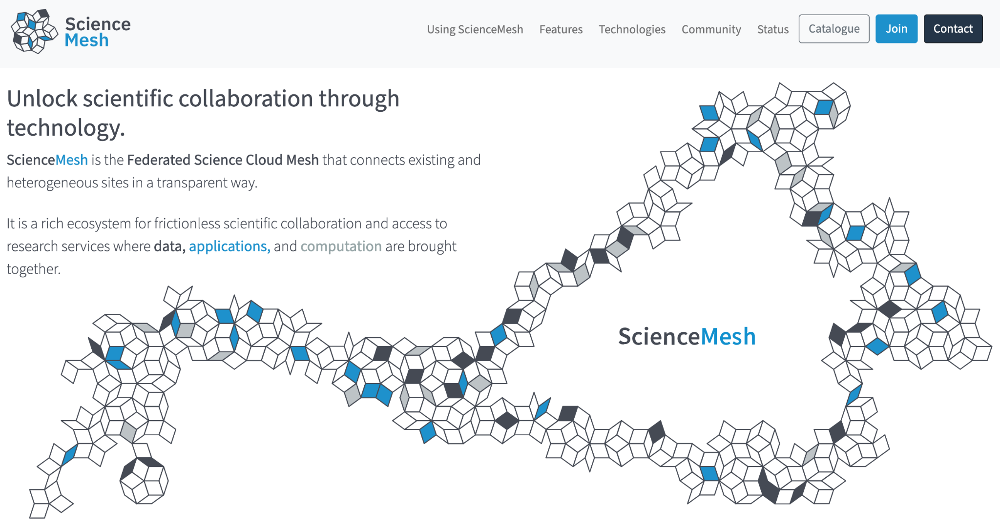 Science
Mesh
Using ScienceMesh Features Technologies Community Status Catalogue Join Contact
Unlock scientific collaboration through
technology.
ScienceMesh is the Federated Science Cloud Mesh that connects existing and
heterogeneous sites in a transparent way.
It is a rich ecosystem for frictionless scientific collaboration and access to
research services where data, applications, and computation are brought
together.
ScienceMesh